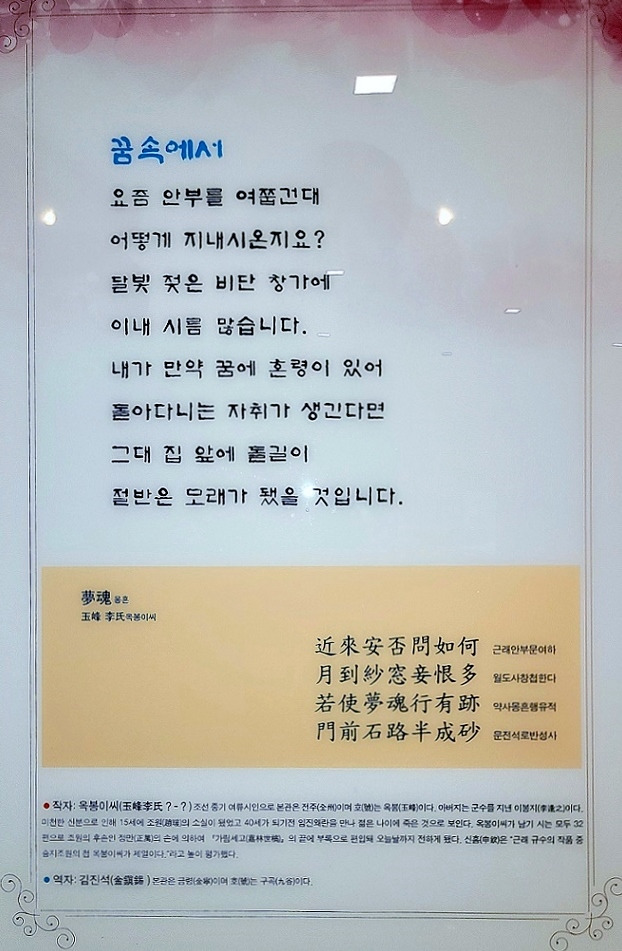 꿈속에서
요즘 안부를 여쭙건대
어떻게 지내시온지요?
달빛 젖은 비단 창가에
이내 시름 많습니다.
내가 만약 꿈에 혼령이 있어
돌아다니는 자취가 생긴다면
그대 집 앞에 돌길이
절반은 모래가 됐을 것입니다.
夢魂 몽혼
玉峰 李氏옥봉이씨
近來安否問如何 근래안부문여하
月到紗窓妾恨多 월도사창첩한다
若使夢魂行有跡 약사몽혼행유적
門前石路半成砂 문전석로반성사
● 작자: 옥봉이씨(玉峰李氏 ? - ? ) 조선 중기 여류시인으로 본관은 전주(全州)이며 호(號)는 옥봉(玉峰)이다. 아버지는 군수를 지낸 이봉지(李逢之)이다.
미천한 신분으로 인해 15세에 조원(趙瑗)의 소실이 됐었고 40세가 되기전 임진왜란을 만나 젊은 나이에 죽은 것으로 보인다. 옥봉이씨가 남기 시는 모두 32
편으로 조원의 후손인 정만(正萬)의 손에 의하여 『가림세고(嘉林世稿)』의 끝에 부록으로 편입돼 오늘날까지 전하게 됐다. 신흠(申欽)은 "근래 규수의 작품 중
승지조원의 첩 옥봉이씨가 제일이다."라고 높이 평가했다.
● 역자: 김진석(金鎭錫) 본관은 금령(金寧)이며 호(號)는 구곡(九谷)이다.